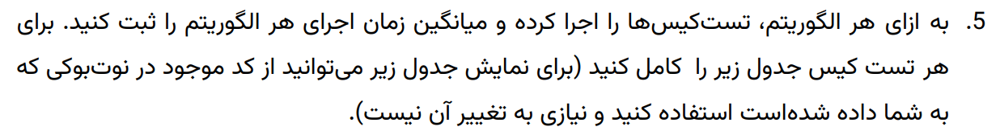 5. به ازای هر الگوریتم، تست‌کیس‌ها را اجرا کرده و میانگین زمان اجرای هر الگوریتم را ثبت کنید. برای
هر تست کیس جدول زیر را کامل کنید (برای نمایش جدول زیر می‌توانید از کد موجود در نوت‌بوکی که
به شما داده شده‌است استفاده کنید و نیازی به تغییر آن نیست).